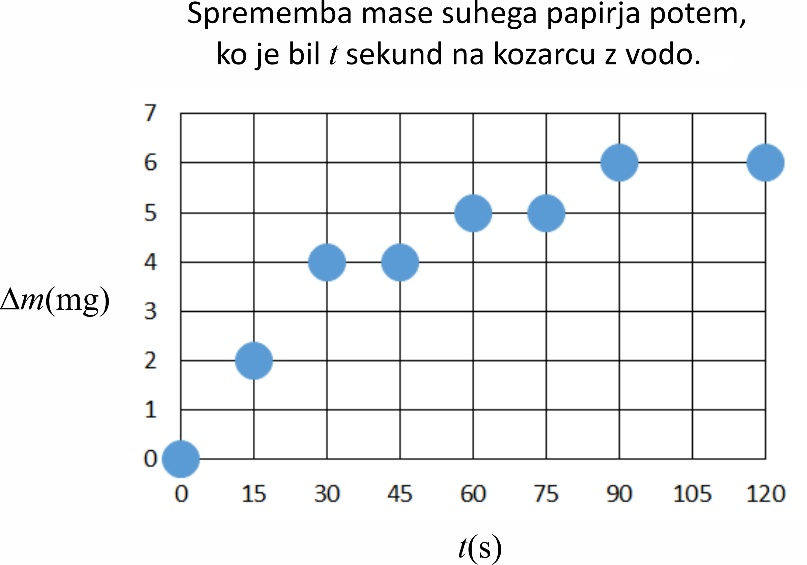 Sprememba mase suhega papirja potem,
ko je bil t sekund na kozarcu z vodo.
7
6
5
4
Δm(mg)
3
2
1
0
0 15 30 45 60 75 90 105 120
t(s)